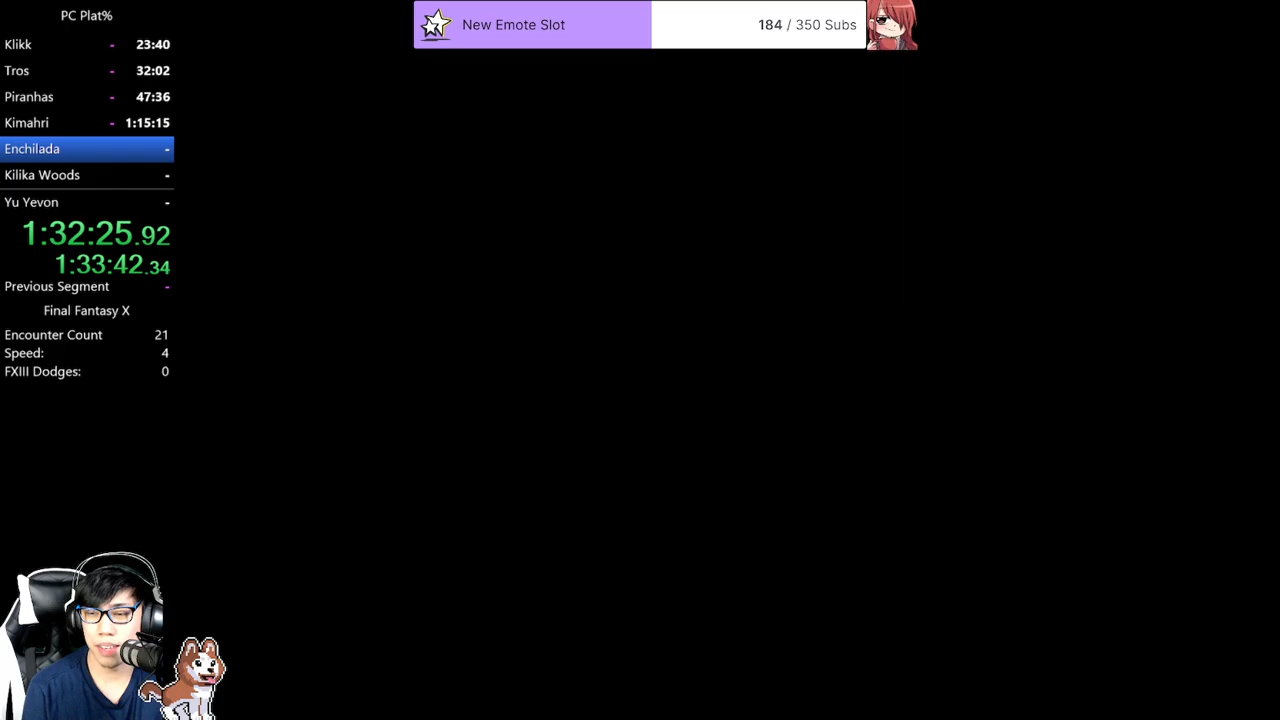 PC Plat%
New Emote Slot 184 / 350 Subs
Klikk - 23:40
Tros - 32:02
Piranhas - 47:36
Kimahri - 1:15:15
Enchilada -
Kilika Woods -
Yu Yevon -
1:32:25.92
1:33:42.34
Previous Segment -
Final Fantasy X
Encounter Count 21
Speed: 4
FXIII Dodges: 0